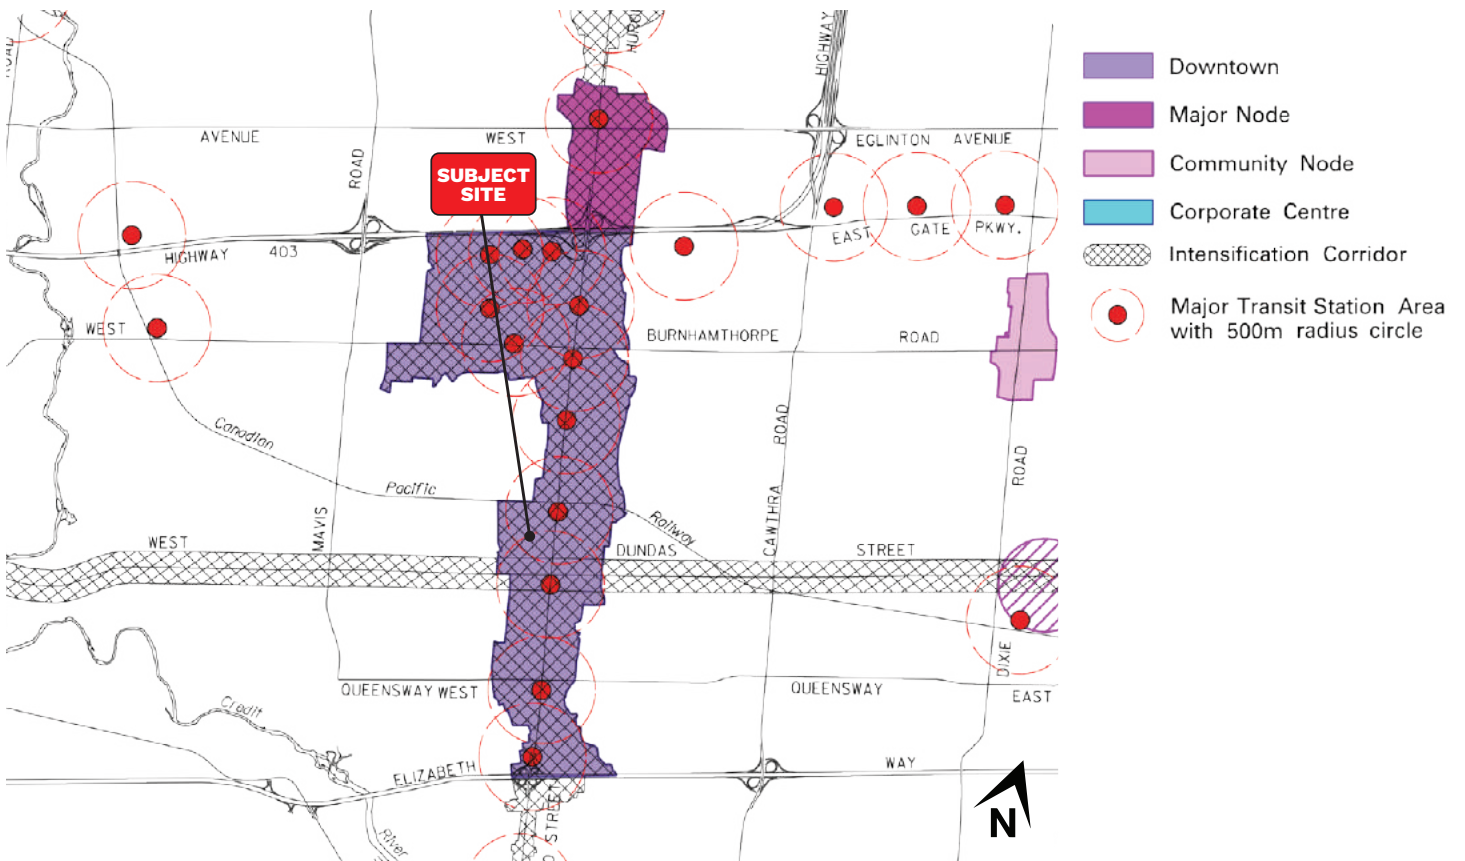 HURO
HIGHWAY
ROAD
AVENUE
WEST
EGLINTON AVENUE
ROAD
SUBJECT
SITE
EAST GATE PKWY.
HIGHWAY 403
WEST
BURNHAMTHORPE ROAD
Canadian
Pacific
Railway
ROAD
ROAD
MAVIS
CAWTHRA
WEST
DUNDAS STREET
DIXIE
QUEENSWAY WEST
QUEENSWAY EAST
Credit
ELIZABETH WAY
STREET
River
N
Downtown
Major Node
Community Node
Corporate Centre
Intensification Corridor
Major Transit Station Area
with 500m radius circle